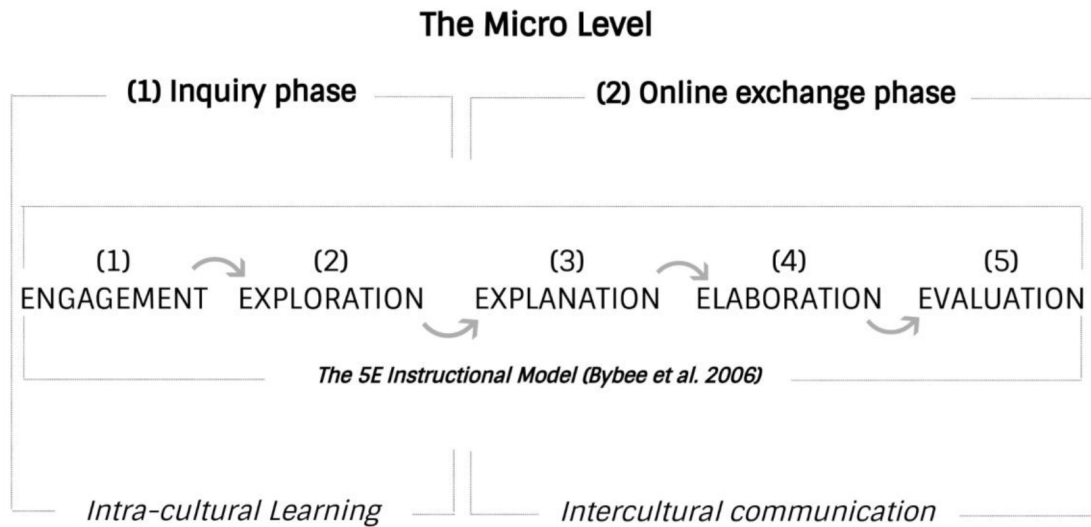 The Micro Level
(1) Inquiry phase
(2) Online exchange phase
(1)
(2)
(3)
(4)
(5)
ENGAGEMENT
EXPLORATION
EXPLANATION
ELABORATION
EVALUATION
The 5E Instructional Model (Bybee et al. 2006)
Intra-cultural Learning
Intercultural communication